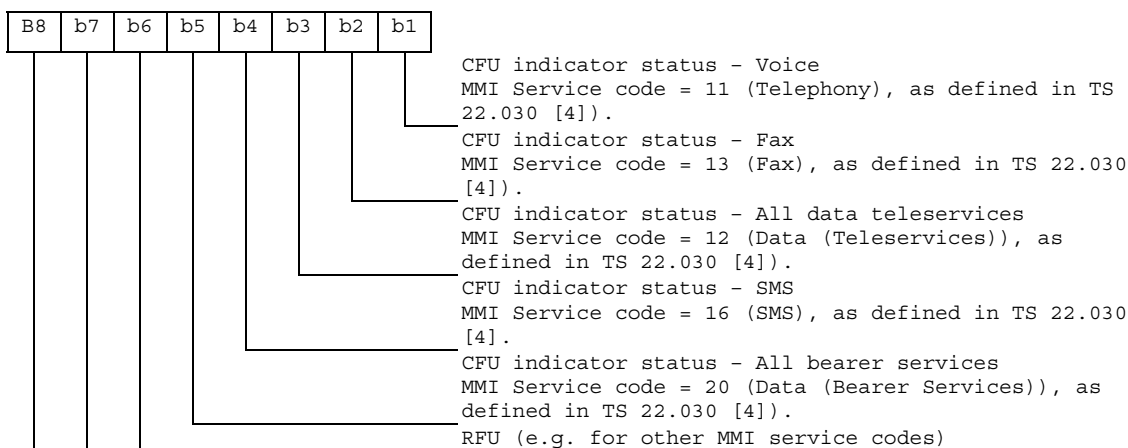 B8 b7 b6 b5 b4 b3 b2 b1
CFU indicator status – Voice
MMI Service code = 11 (Telephony), as defined in TS
22.030 [4]).
CFU indicator status – Fax
MMI Service code = 13 (Fax), as defined in TS 22.030
[4]).
CFU indicator status – All data teleservices
MMI Service code = 12 (Data (Teleservices)), as
defined in TS 22.030 [4]).
CFU indicator status – SMS
MMI Service code = 16 (SMS), as defined in TS 22.030
[4].
CFU indicator status – All bearer services
MMI Service code = 20 (Data (Bearer Services)), as
defined in TS 22.030 [4]).
RFU (e.g. for other MMI service codes)